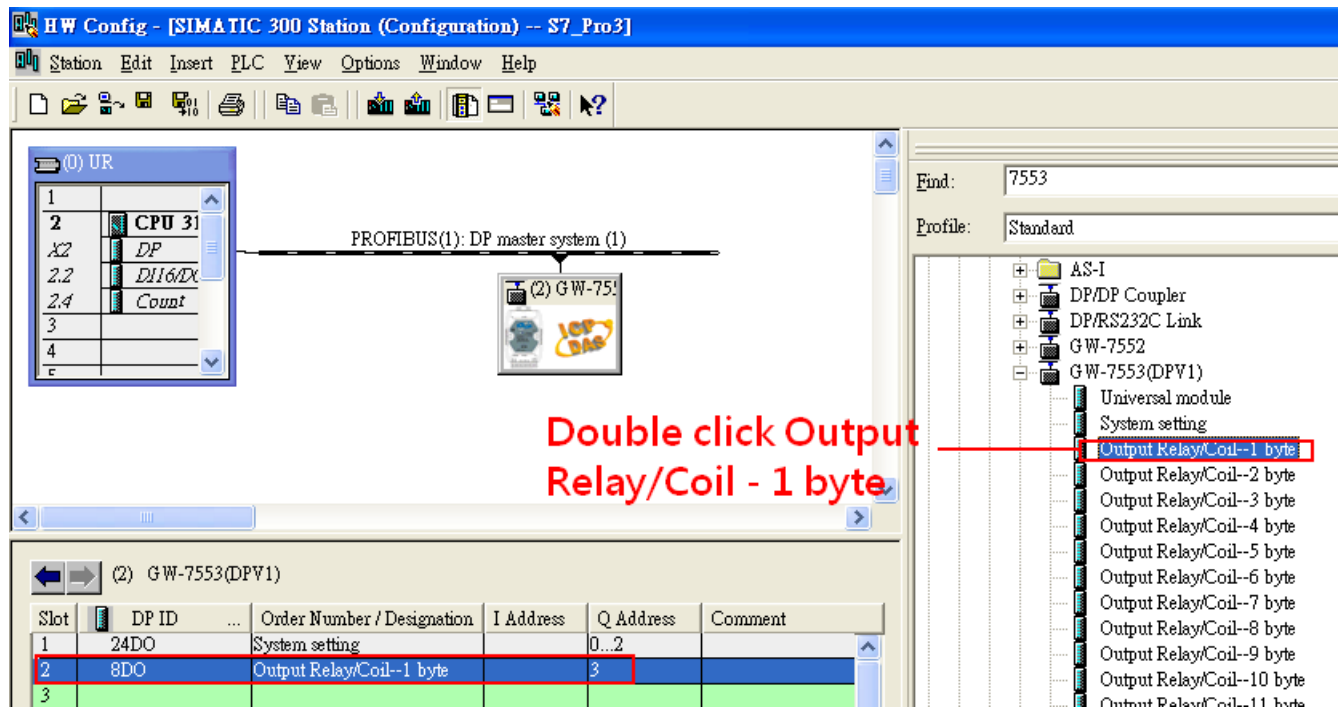 HW Config - [SIMATIC 300 Station (Configuration) -- S7_Pro3]
Station Edit Insert PLC View Options Window Help
(0) UR
1
2 CPU 31
X2 DP
2.2 DI16/DO
2.4 Count
3
4
PROFIBUS(1): DP master system (1)
(2) GW-75
ICP DAS
Double click Output
Relay/Coil - 1 byte
Find: 7553
Profile: Standard
AS-I
DP/DP Coupler
DP/RS232C Link
GW-7552
GW-7553(DPV1)
Universal module
System setting
Output Relay/Coil--1 byte
Output Relay/Coil--2 byte
Output Relay/Coil--3 byte
Output Relay/Coil--4 byte
Output Relay/Coil--5 byte
Output Relay/Coil--6 byte
Output Relay/Coil--7 byte
Output Relay/Coil--8 byte
Output Relay/Coil--9 byte
Output Relay/Coil--10 byte
Output Relay/Coil--11 byte
(2) GW-7553(DPV1)
Slot DP ID ... Order Number / Designation I Address Q Address Comment
1 24DO System setting 0...2
2 8DO Output Relay/Coil--1 byte 3
3